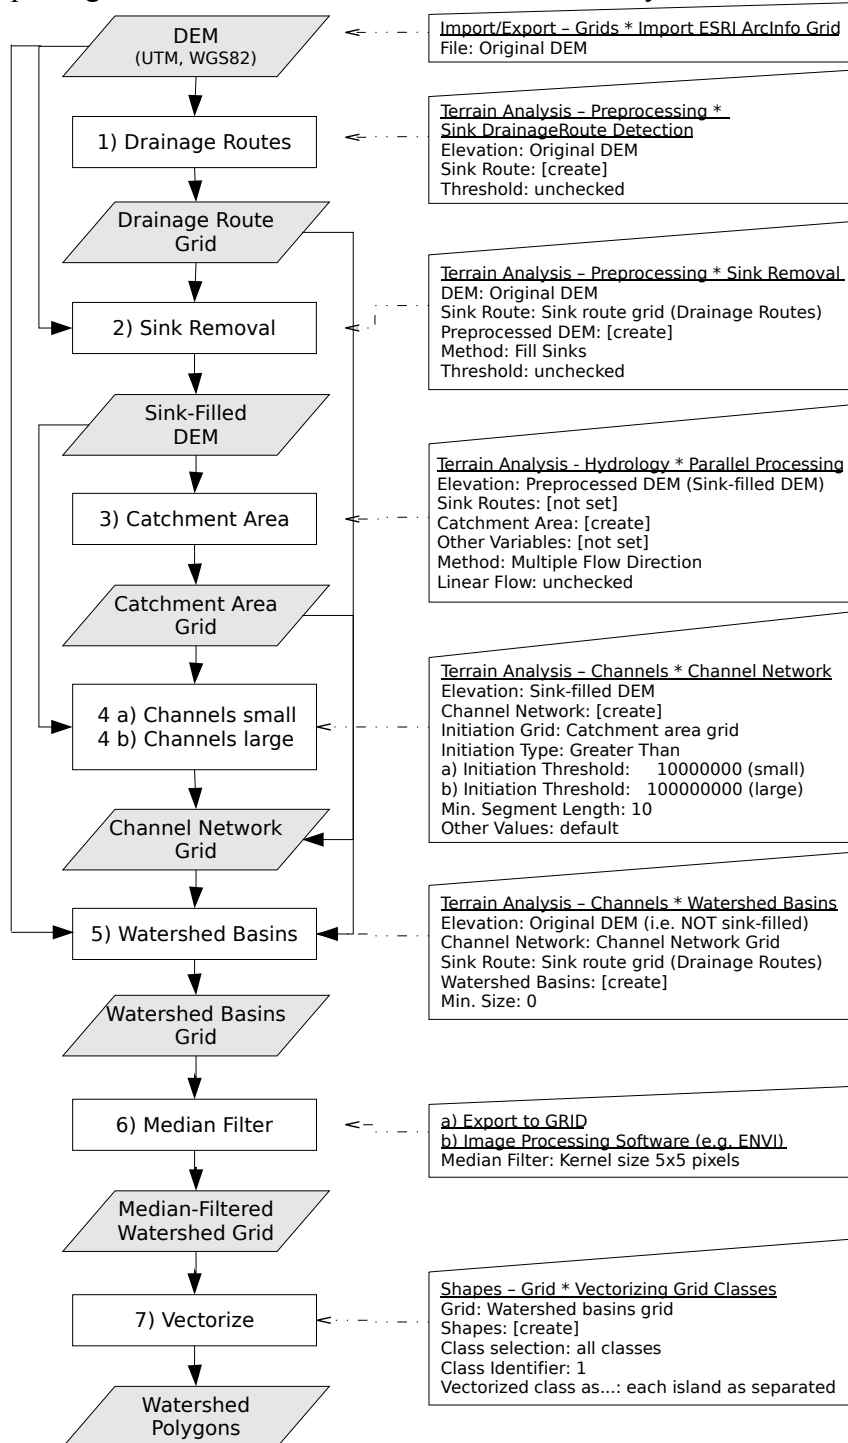 DEM
(UTM, WGS82)
Import/Export – Grids * Import ESRI ArcInfo Grid
File: Original DEM
1) Drainage Routes
Terrain Analysis – Preprocessing *
Sink DrainageRoute Detection
Elevation: Original DEM
Sink Route: [create]
Threshold: unchecked
Drainage Route
Grid
2) Sink Removal
Terrain Analysis – Preprocessing * Sink Removal
DEM: Original DEM
Sink Route: Sink route grid (Drainage Routes)
Preprocessed DEM: [create]
Method: Fill Sinks
Threshold: unchecked
Sink-Filled
DEM
3) Catchment Area
Terrain Analysis - Hydrology * Parallel Processing
Elevation: Preprocessed DEM (Sink-filled DEM)
Sink Routes: [not set]
Catchment Area: [create]
Other Variables: [not set]
Method: Multiple Flow Direction
Linear Flow: unchecked
Catchment Area
Grid
4 a) Channels small
4 b) Channels large
Terrain Analysis – Channels * Channel Network
Elevation: Sink-filled DEM
Channel Network: [create]
Initiation Grid: Catchment area grid
Initiation Type: Greater Than
a) Initiation Threshold: 10000000 (small)
b) Initiation Threshold: 100000000 (large)
Min. Segment Length: 10
Other Values: default
Channel Network
Grid
5) Watershed Basins
Terrain Analysis – Channels * Watershed Basins
Elevation: Original DEM (i.e. NOT sink-filled)
Channel Network: Channel Network Grid
Sink Route: Sink route grid (Drainage Routes)
Watershed Basins: [create]
Min. Size: 0
Watershed Basins
Grid
6) Median Filter
a) Export to GRID
b) Image Processing Software (e.g. ENVI)
Median Filter: Kernel size 5x5 pixels
Median-Filtered
Watershed Grid
7) Vectorize
Shapes – Grid * Vectorizing Grid Classes
Grid: Watershed basins grid
Shapes: [create]
Class selection: all classes
Class Identifier: 1
Vectorized class as...: each island as separated
Watershed
Polygons